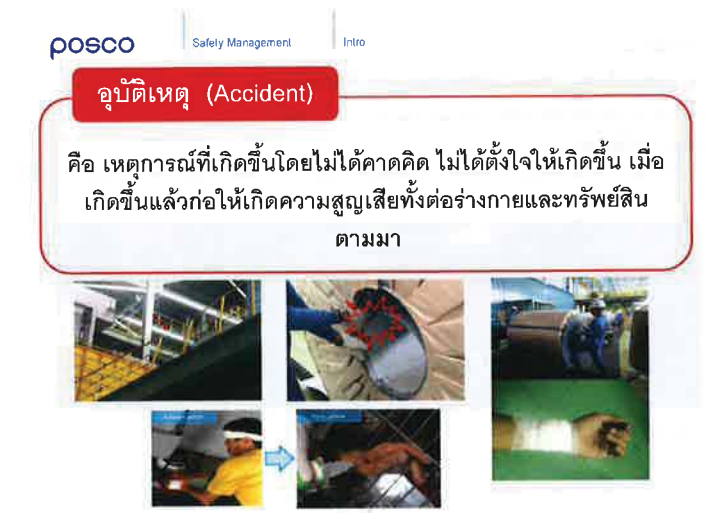 posco
Safety Management
Intro
อุบัติเหตุ (Accident)
คือ เหตุการณ์ที่เกิดขึ้นโดยไม่ได้คาดคิด ไม่ได้ตั้งใจให้เกิดขึ้น เมื่อ
เกิดขึ้นแล้วก่อให้เกิดความสูญเสียทั้งต่อร่างกายและทรัพย์สิน
ตามมา